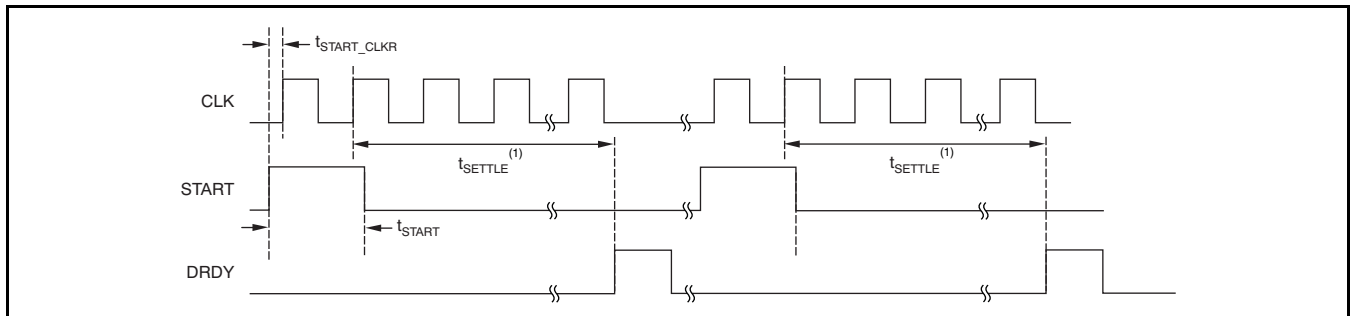 tSTART_CLKR
CLK
tSETTLE(1)
tSETTLE(1)
START
tSTART
DRDY